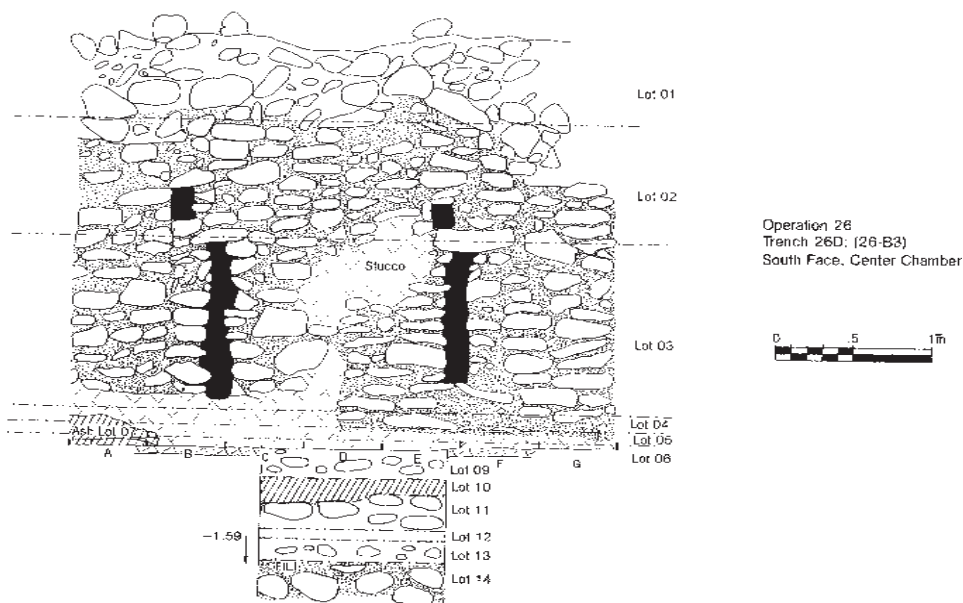 Lot 01
Lot 02
Operation 26
Trench 26D: (26-B3)
South Face, Center Chamber
Stucco
0 .5 1m
Lot 03
Lot 04
Ash Lot 07
Lot 05
A B C D E F G
Lot 06
Lot 09
Lot 10
Lot 11
-1.59
Lot 12
Lot 13
FILL
Lot 14